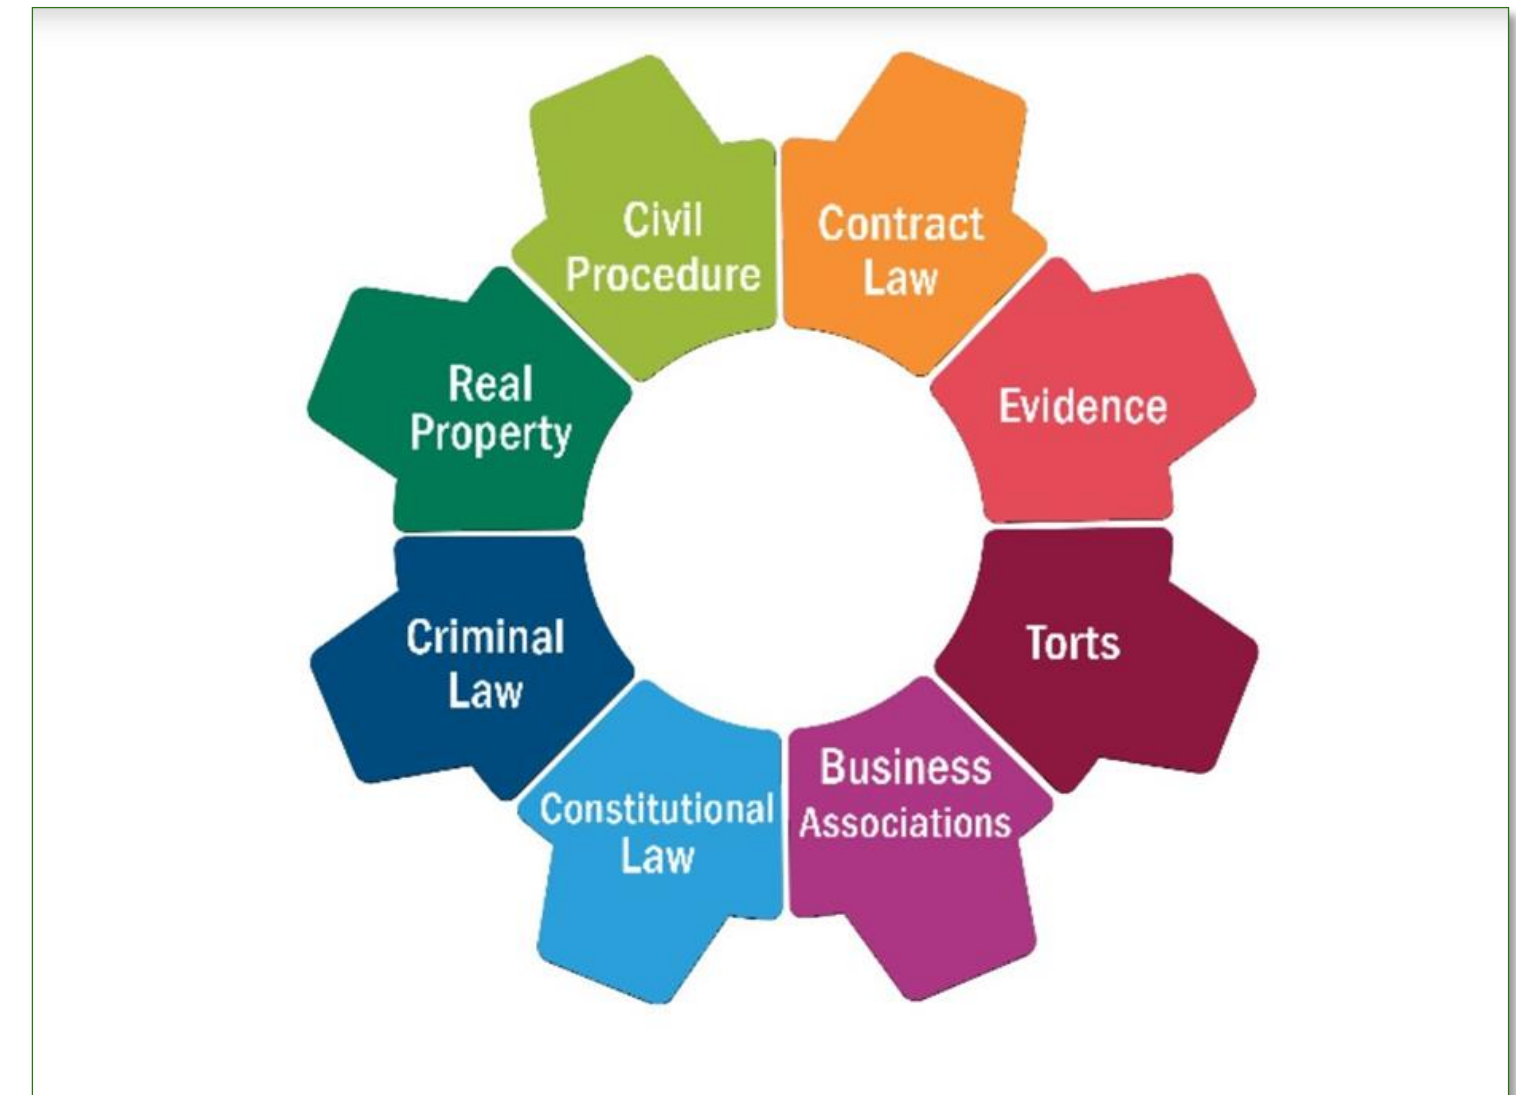 Civil
Procedure
Contract
Law
Evidence
Torts
Business
Associations
Constitutional
Law
Criminal
Law
Real
Property